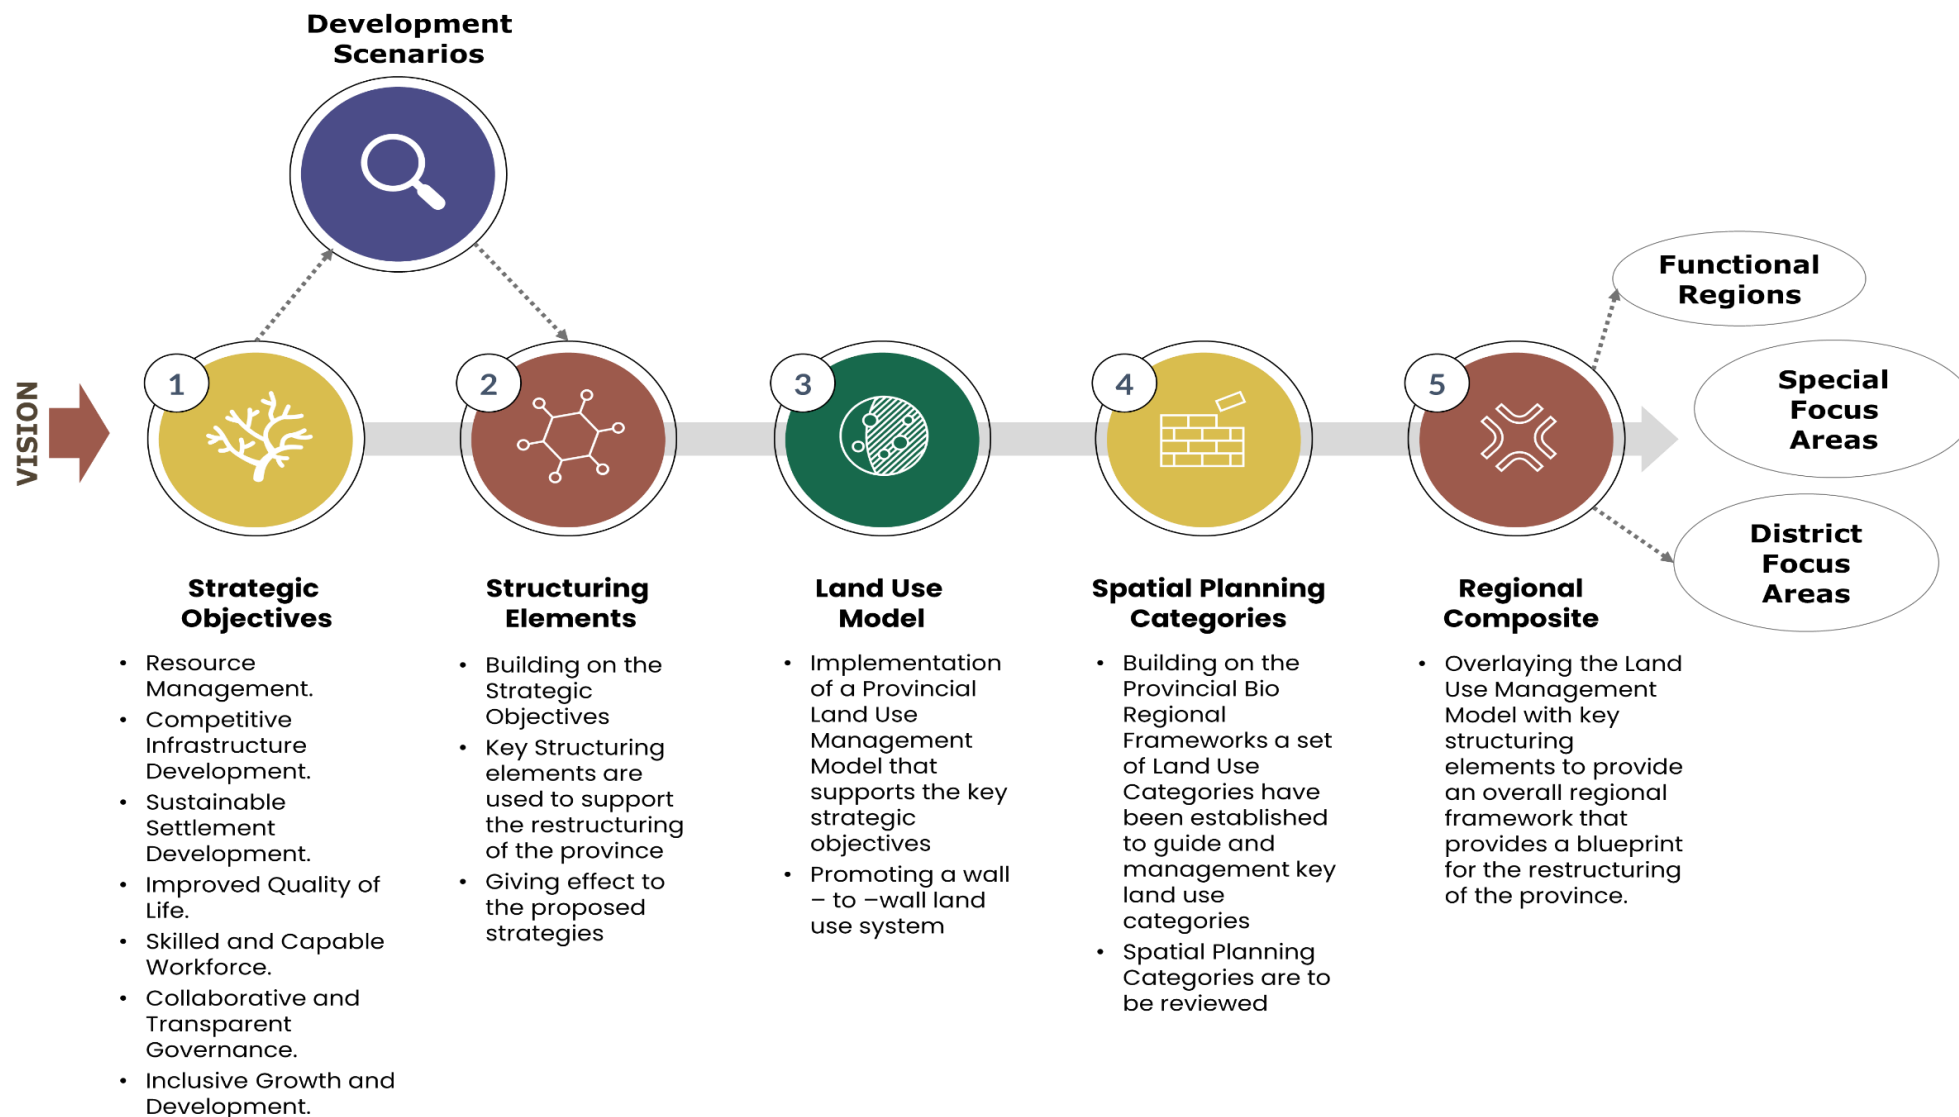 Development
Scenarios
VISION
1
2
3
4
5
Functional
Regions
Special
Focus
Areas
District
Focus
Areas
Strategic
Objectives
• Resource
Management.
• Competitive
Infrastructure
Development.
• Sustainable
Settlement
Development.
• Improved Quality of
Life.
• Skilled and Capable
Workforce.
• Collaborative and
Transparent
Governance.
• Inclusive Growth and
Development.
Structuring
Elements
• Building on the
Strategic
Objectives
• Key Structuring
elements are
used to support
the restructuring
of the province
• Giving effect to
the proposed
strategies
Land Use
Model
• Implementation
of a Provincial
Land Use
Management
Model that
supports the key
strategic
objectives
• Promoting a wall
– to –wall land
use system
Spatial Planning
Categories
• Building on the
Provincial Bio
Regional
Frameworks a set
of Land Use
Categories have
been established
to guide and
management key
land use
categories
• Spatial Planning
Categories are to
be reviewed
Regional
Composite
• Overlaying the Land
Use Management
Model with key
structuring
elements to provide
an overall regional
framework that
provides a blueprint
for the restructuring
of the province.